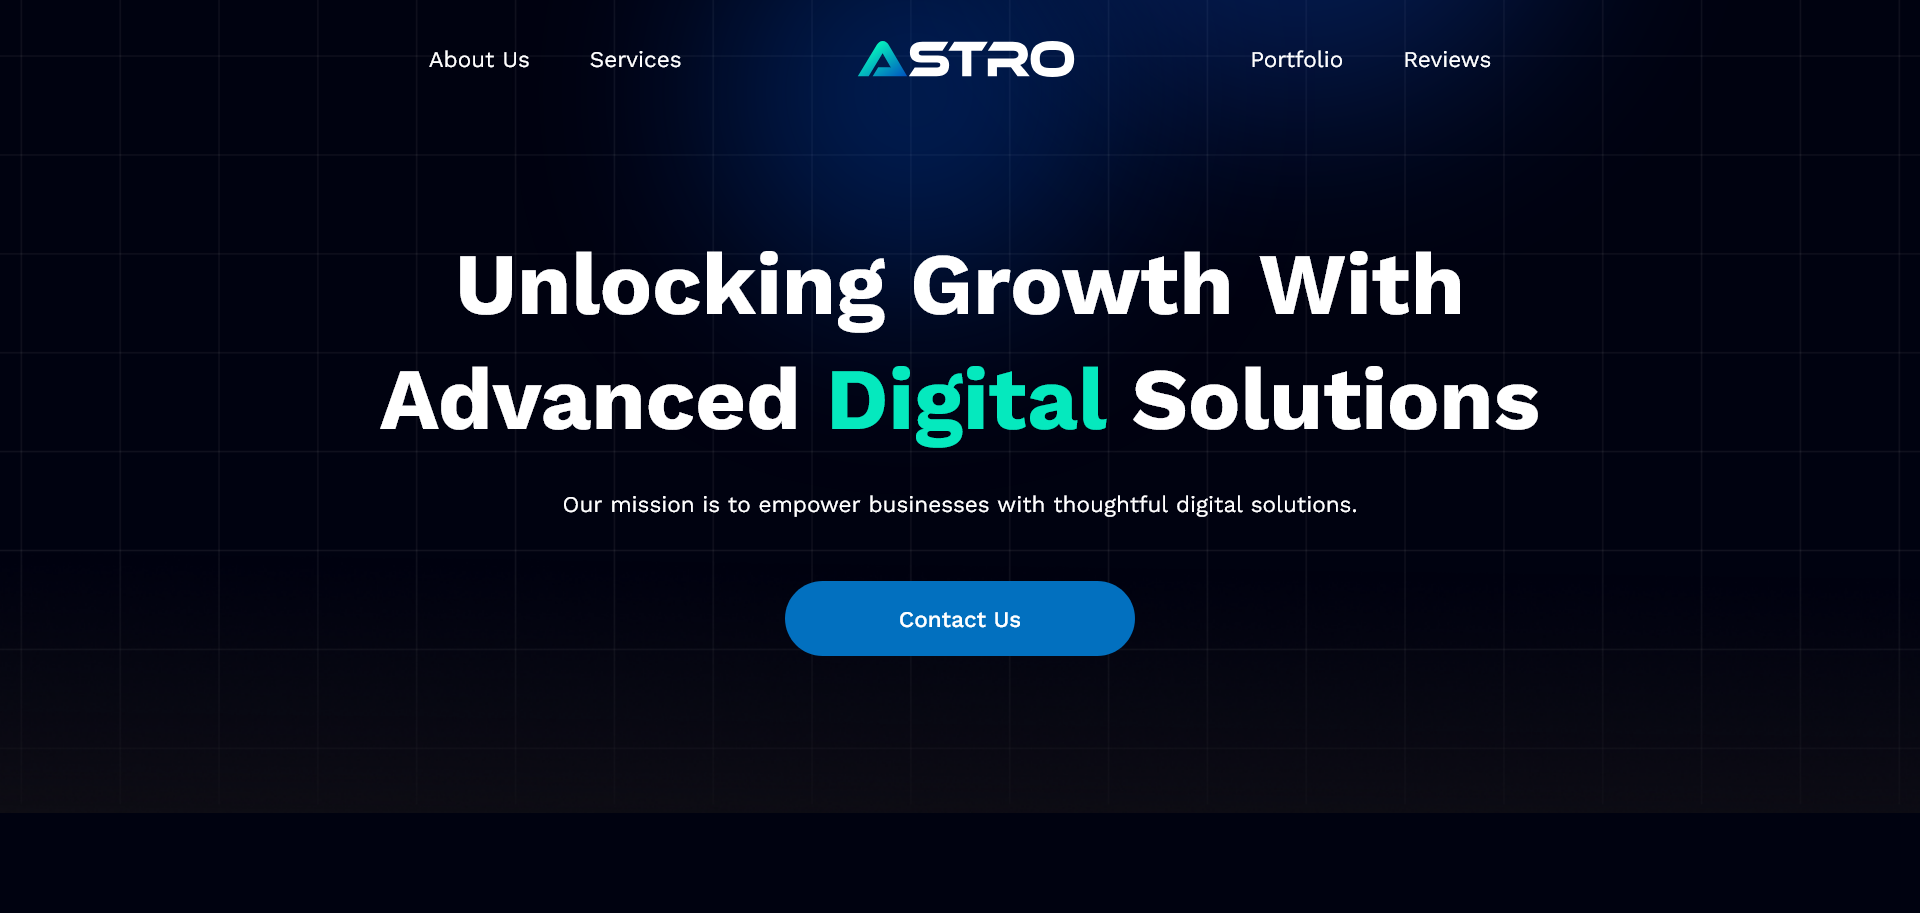 About Us
Services
ASTRO
Portfolio
Reviews
Unlocking Growth With
Advanced Digital Solutions
Our mission is to empower businesses with thoughtful digital solutions.
Contact Us